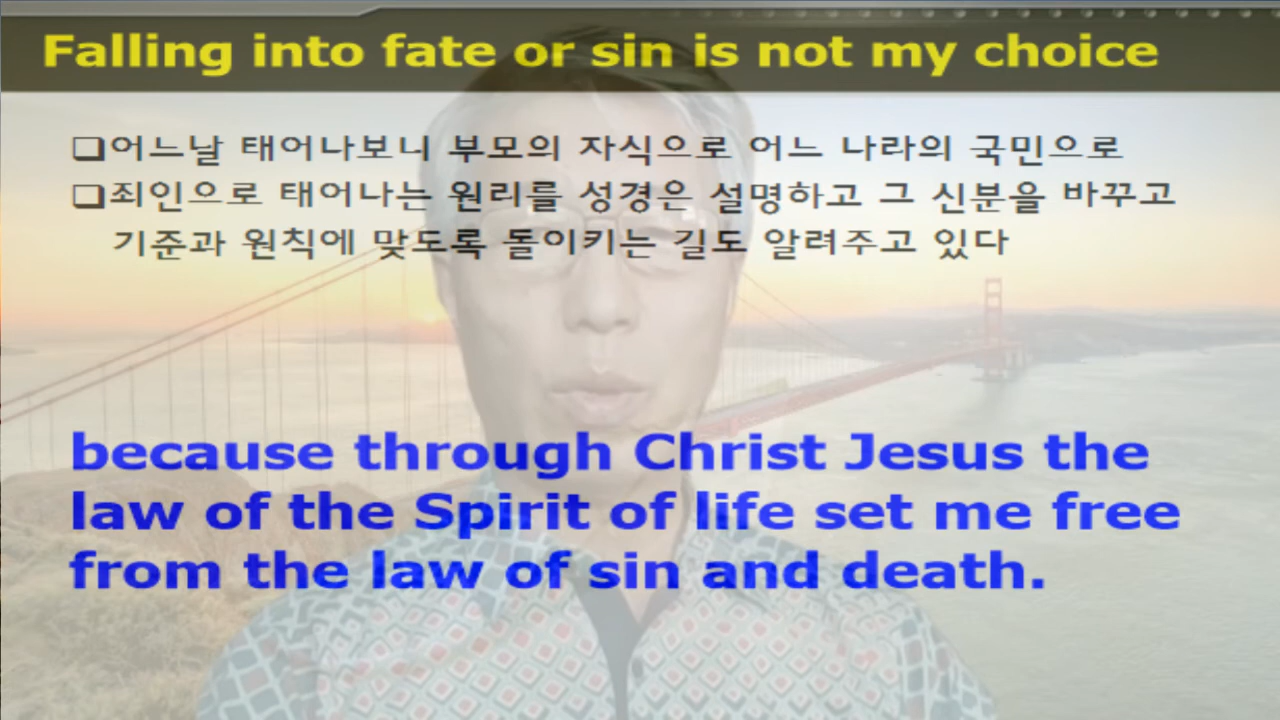 Falling into fate or sin is not my choice
❑어느날 태어나보니 부모의 자식으로 어느 나라의 국민으로
❑죄인으로 태어나는 원리를 성경은 설명하고 그 신분을 바꾸고
기준과 원칙에 맞도록 돌이키는 길도 알려주고 있다
because through Christ Jesus the
law of the Spirit of life set me free
from the law of sin and death.